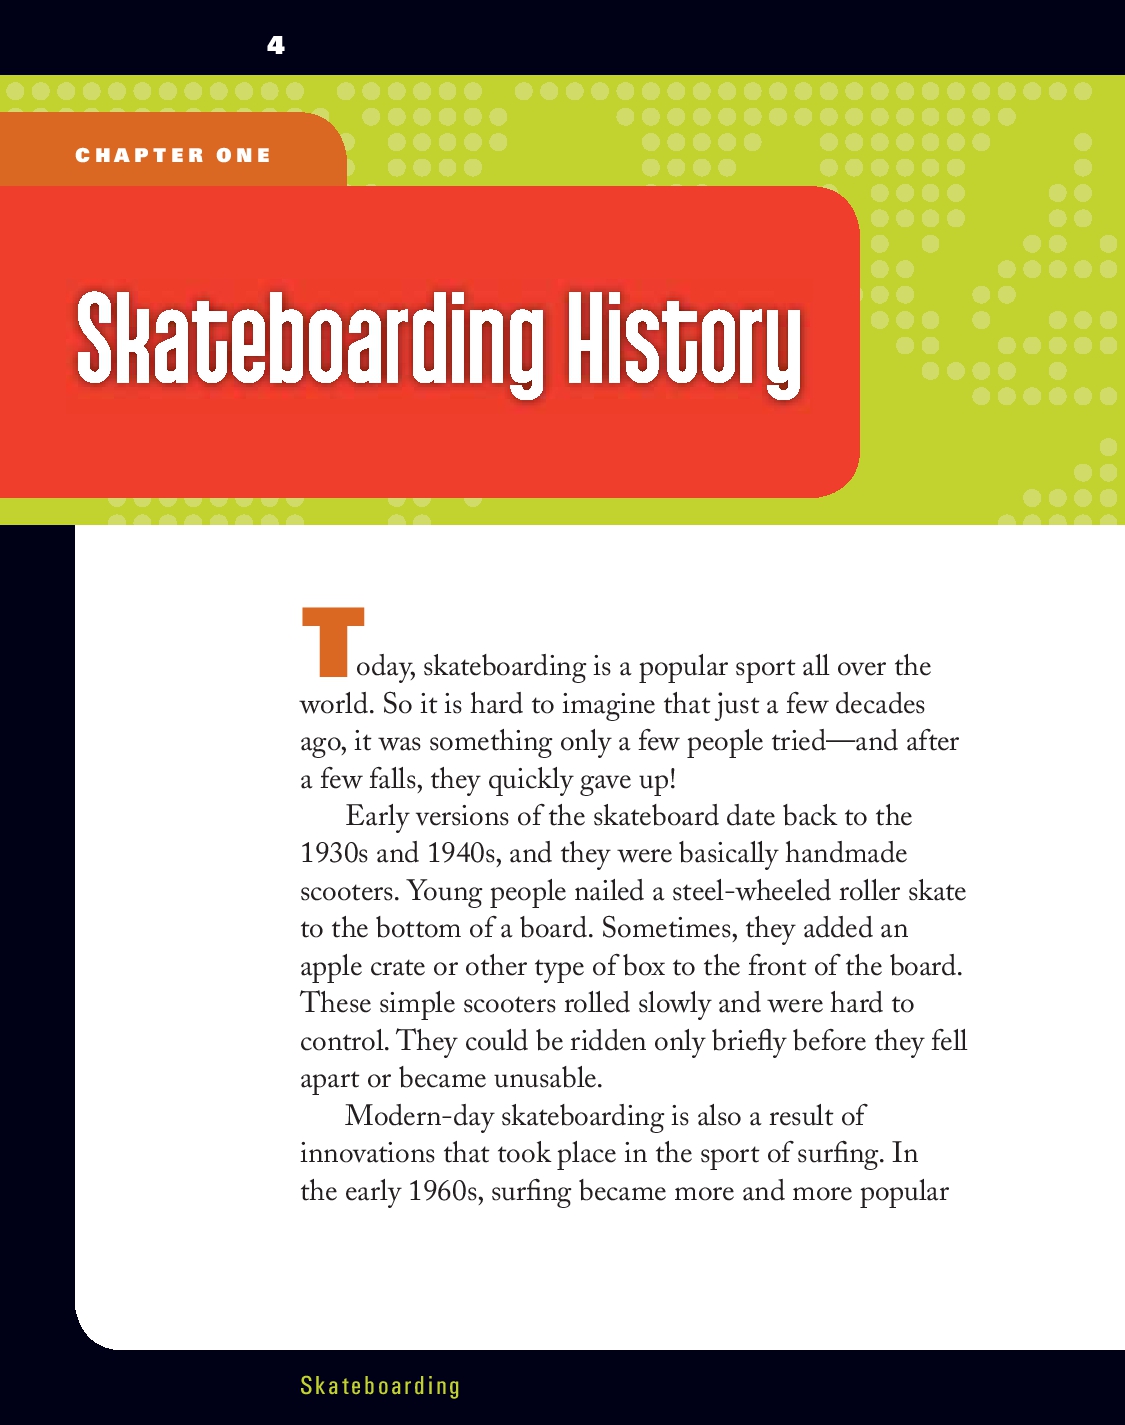 4
CHAPTER ONE
Skateboarding History
Today, skateboarding is a popular sport all over the
world. So it is hard to imagine that just a few decades
ago, it was something only a few people tried—and after
a few falls, they quickly gave up!
Early versions of the skateboard date back to the
1930s and 1940s, and they were basically handmade
scooters. Young people nailed a steel-wheeled roller skate
to the bottom of a board. Sometimes, they added an
apple crate or other type of box to the front of the board.
These simple scooters rolled slowly and were hard to
control. They could be ridden only briefly before they fell
apart or became unusable.
Modern-day skateboarding is also a result of
innovations that took place in the sport of surfing. In
the early 1960s, surfing became more and more popular
Skateboarding